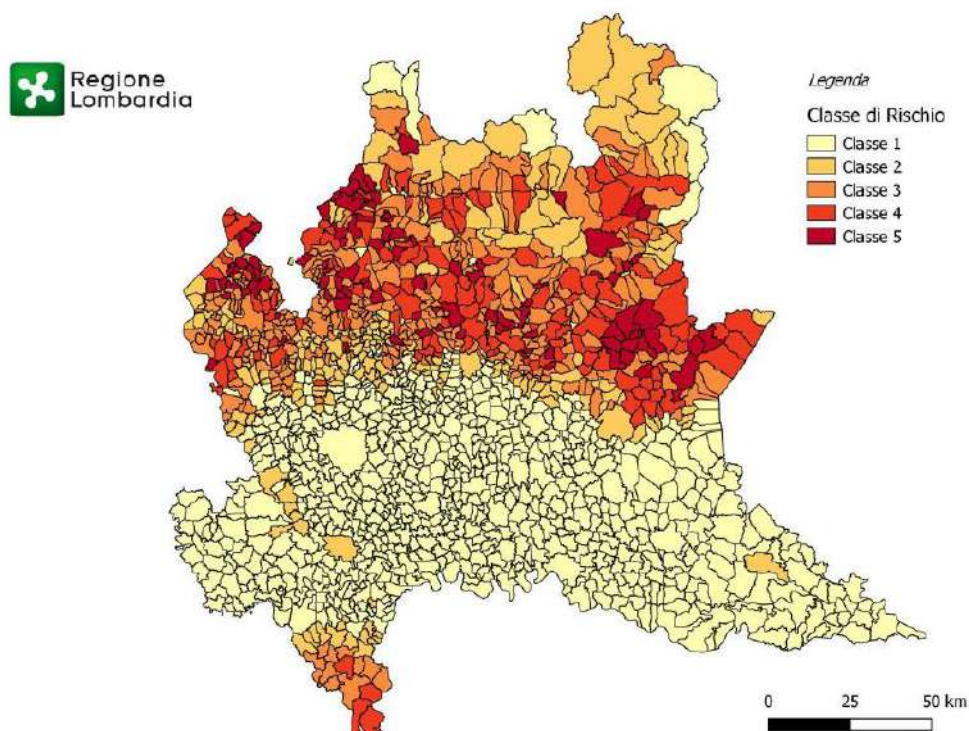 Regione
Lombardia
Legenda
Classe di Rischio
Classe 1
Classe 2
Classe 3
Classe 4
Classe 5
0 25 50 km